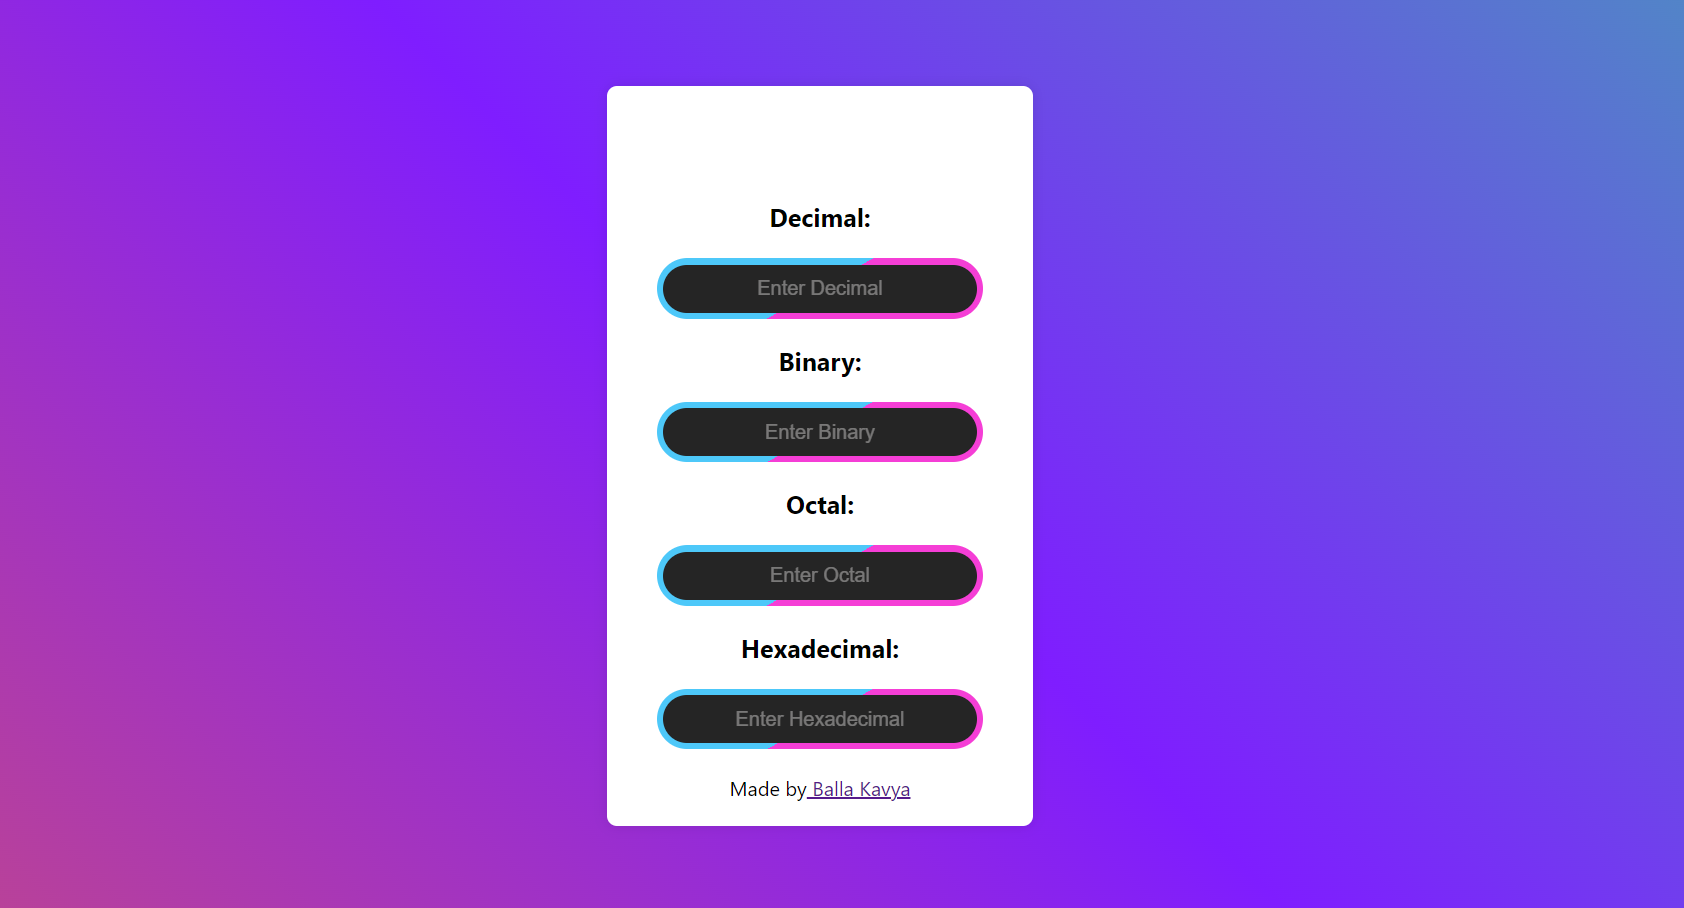 Decimal:
Enter Decimal
Binary:
Enter Binary
Octal:
Enter Octal
Hexadecimal:
Enter Hexadecimal
Made by Balla Kavya